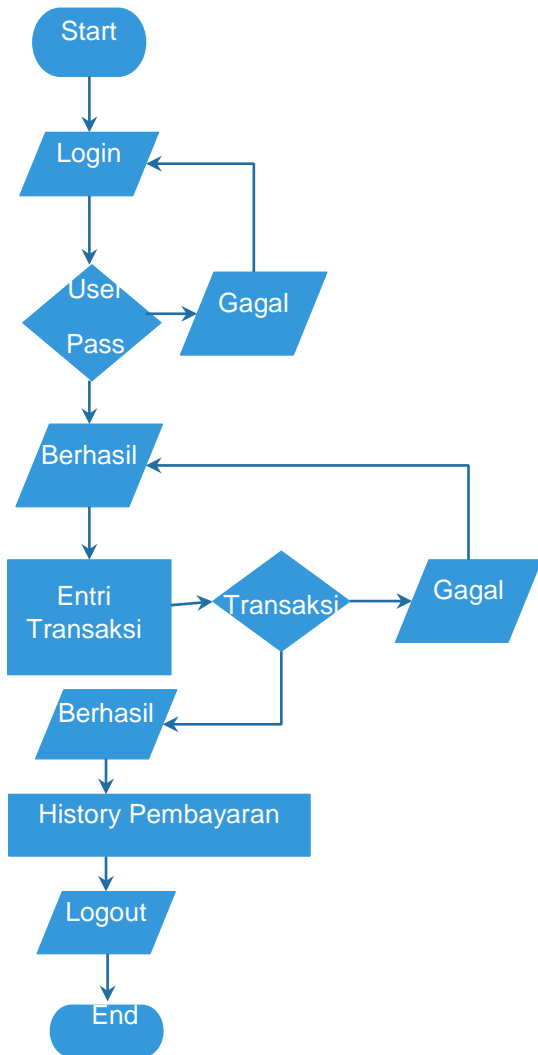 Start
Login
User
Pass
Gagal
Berhasil
Entri
Transaksi
Transaksi
Gagal
Berhasil
History Pembayaran
Logout
End